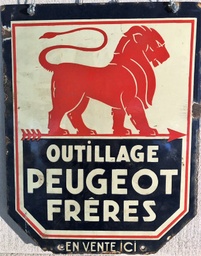 OUTILLAGE
PEUGEOT
FRÈRES
EN VENTE ICI